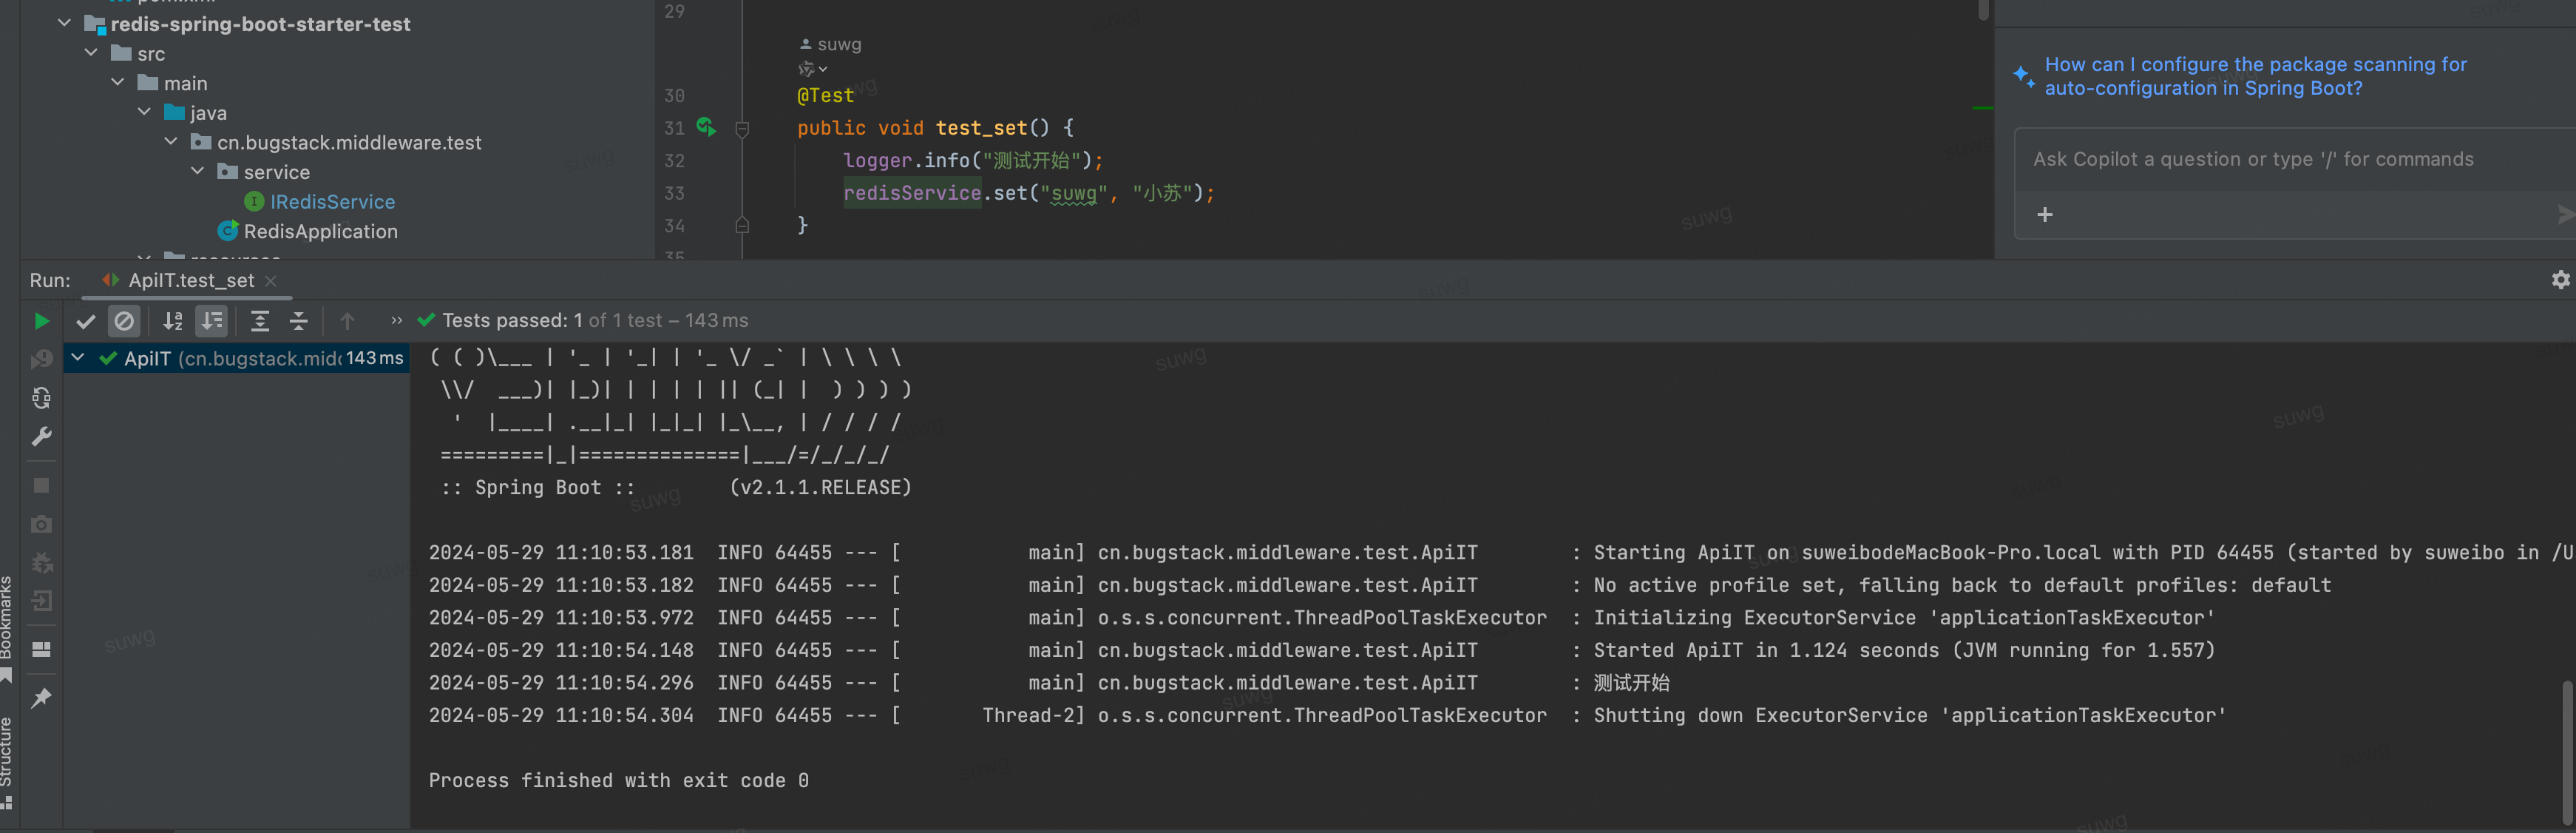 redis-spring-boot-starter-test
src
main
java
cn.bugstack.middleware.test
service
IRedisService
RedisApplication
29
suwg
30 @Test
31 public void test_set() {
32 logger.info("测试开始");
33 redisService.set("suwg", "小苏");
34 }
35
How can I configure the package scanning for
auto-configuration in Spring Boot?
Ask Copilot a question or type '/' for commands
Run: ApiIT.test_set
Tests passed: 1 of 1 test – 143 ms
ApiIT (cn.bugstack.mid 143 ms
( ( )\___ | '_ | '_| | '_ \/ _` | \ \ \ \
\\/  ___)| |_)| | | | | || (_| |  ) ) ) )
'  |____| .__|_| |_|_| |_\__, | / / / /
=========|_|==============|___/=/_/_/_/
:: Spring Boot ::        (v2.1.1.RELEASE)
2024-05-29 11:10:53.181  INFO 64455 --- [           main] cn.bugstack.middleware.test.ApiIT        : Starting ApiIT on suweibodeMacBook-Pro.local with PID 64455 (started by suweibo in /U
2024-05-29 11:10:53.182  INFO 64455 --- [           main] cn.bugstack.middleware.test.ApiIT        : No active profile set, falling back to default profiles: default
2024-05-29 11:10:53.972  INFO 64455 --- [           main] o.s.s.concurrent.ThreadPoolTaskExecutor  : Initializing ExecutorService 'applicationTaskExecutor'
2024-05-29 11:10:54.148  INFO 64455 --- [           main] cn.bugstack.middleware.test.ApiIT        : Started ApiIT in 1.124 seconds (JVM running for 1.557)
2024-05-29 11:10:54.296  INFO 64455 --- [           main] cn.bugstack.middleware.test.ApiIT        : 测试开始
2024-05-29 11:10:54.304  INFO 64455 --- [       Thread-2] o.s.s.concurrent.ThreadPoolTaskExecutor  : Shutting down ExecutorService 'applicationTaskExecutor'
Process finished with exit code 0
Bookmarks
Structure
suwg